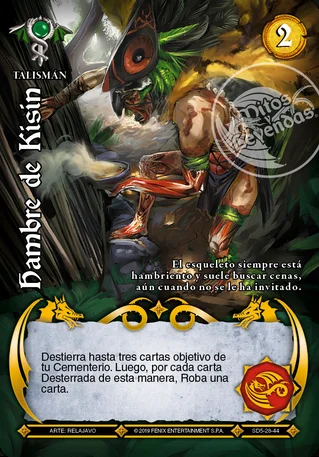 2
TALISMÁN
Hambre de Kisín
Mitos
y
Leyendas.
El esqueleto siempre está
hambriento y suele buscar cenas,
aún cuando no se le ha invitado.
Destierra hasta tres cartas objetivo de
tu Cementerio. Luego, por cada carta
Desterrada de esta manera, Roba una
carta.
ARTE: RELAJAVO
© 2019 FENIX ENTERTAINMENT S.P.A.
SD5-28-44